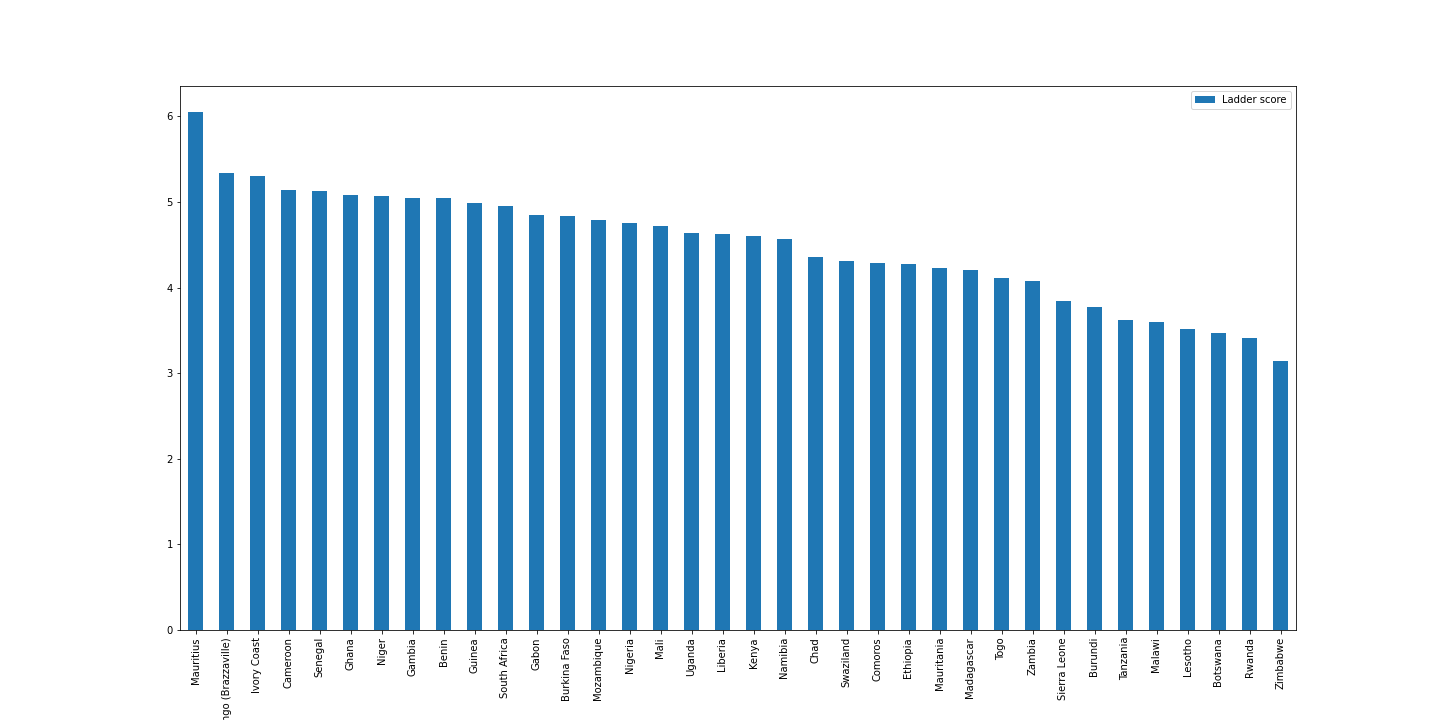 Ladder score
6
5
4
3
2
1
0
Mauritius
ngo (Brazzaville)
Ivory Coast
Cameroon
Senegal
Ghana
Niger
Gambia
Benin
Guinea
South Africa
Gabon
Burkina Faso
Mozambique
Nigeria
Mali
Uganda
Liberia
Kenya
Namibia
Chad
Swaziland
Comoros
Ethiopia
Mauritania
Madagascar
Togo
Zambia
Sierra Leone
Burundi
Tanzania
Malawi
Lesotho
Botswana
Rwanda
Zimbabwe